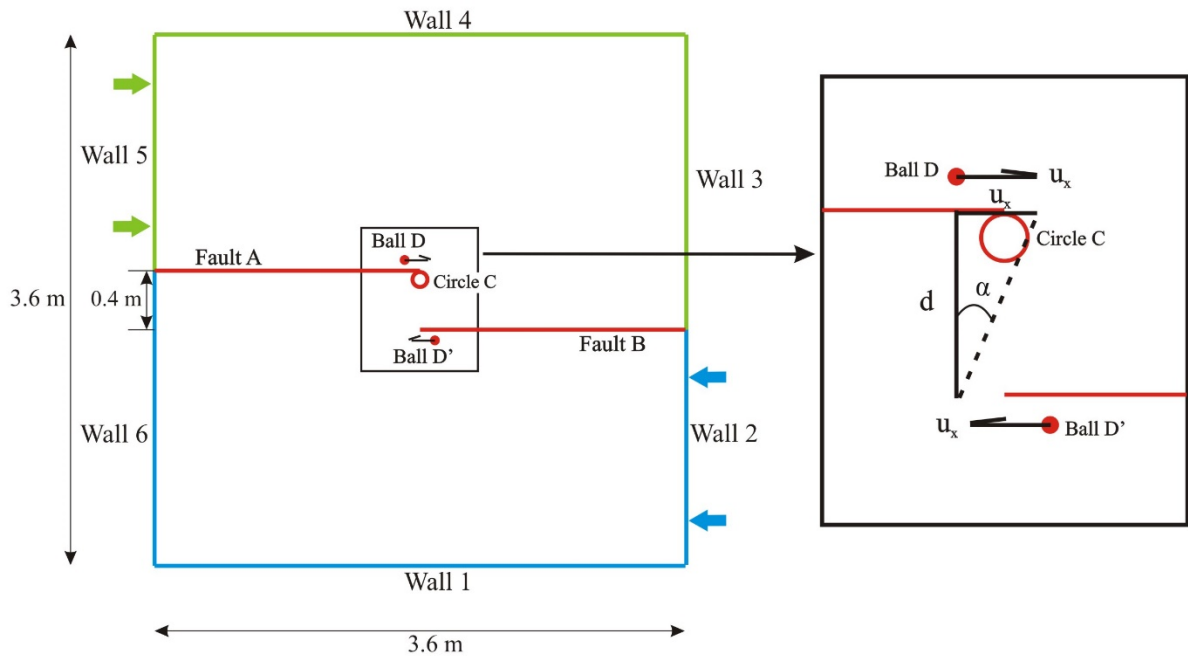 Wall 4
Wall 5
Wall 3
Ball D
Fault A
Circle C
3.6 m
0.4 m
Fault B
Ball D’
Wall 6
Wall 2
Wall 1
3.6 m
Ball D
uₓ
uₓ
Circle C
d
α
uₓ
Ball D’